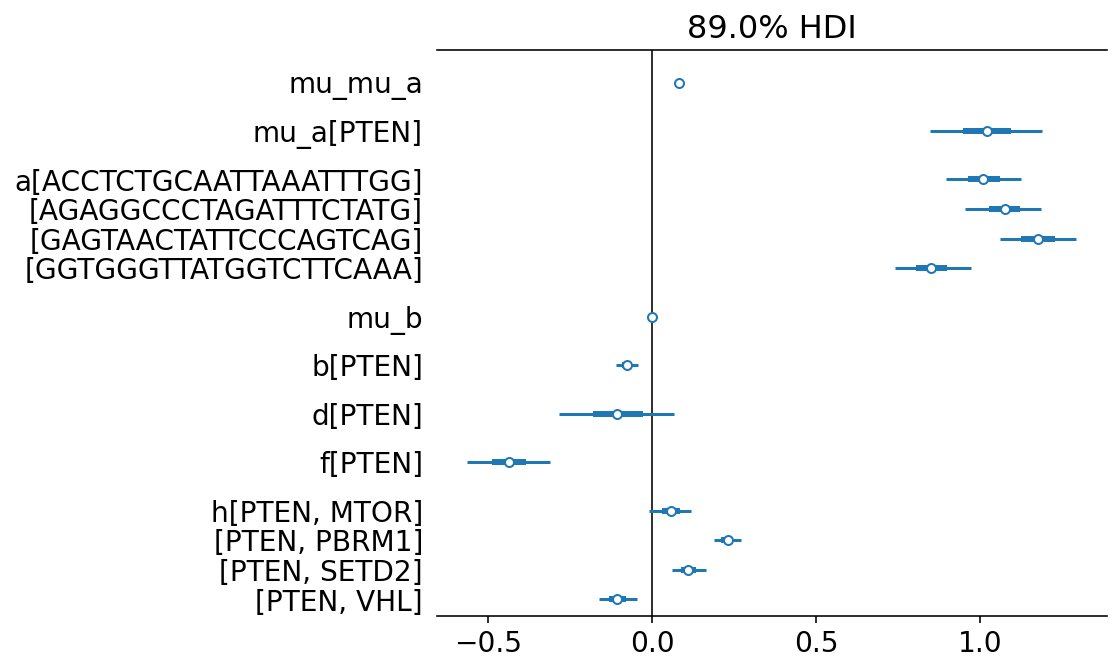 89.0% HDI
mu_mu_a
mu_a[PTEN]
a[ACCTCTGCAATTAAATTTGG]
[AGAGGCCCTAGATTTCTATG]
[GAGTAACTATTCCCAGTCAG]
[GGTGGGTTATGGTCTTCAAA]
mu_b
b[PTEN]
d[PTEN]
f[PTEN]
h[PTEN, MTOR]
[PTEN, PBRM1]
[PTEN, SETD2]
[PTEN, VHL]
−0.5 0.0 0.5 1.0